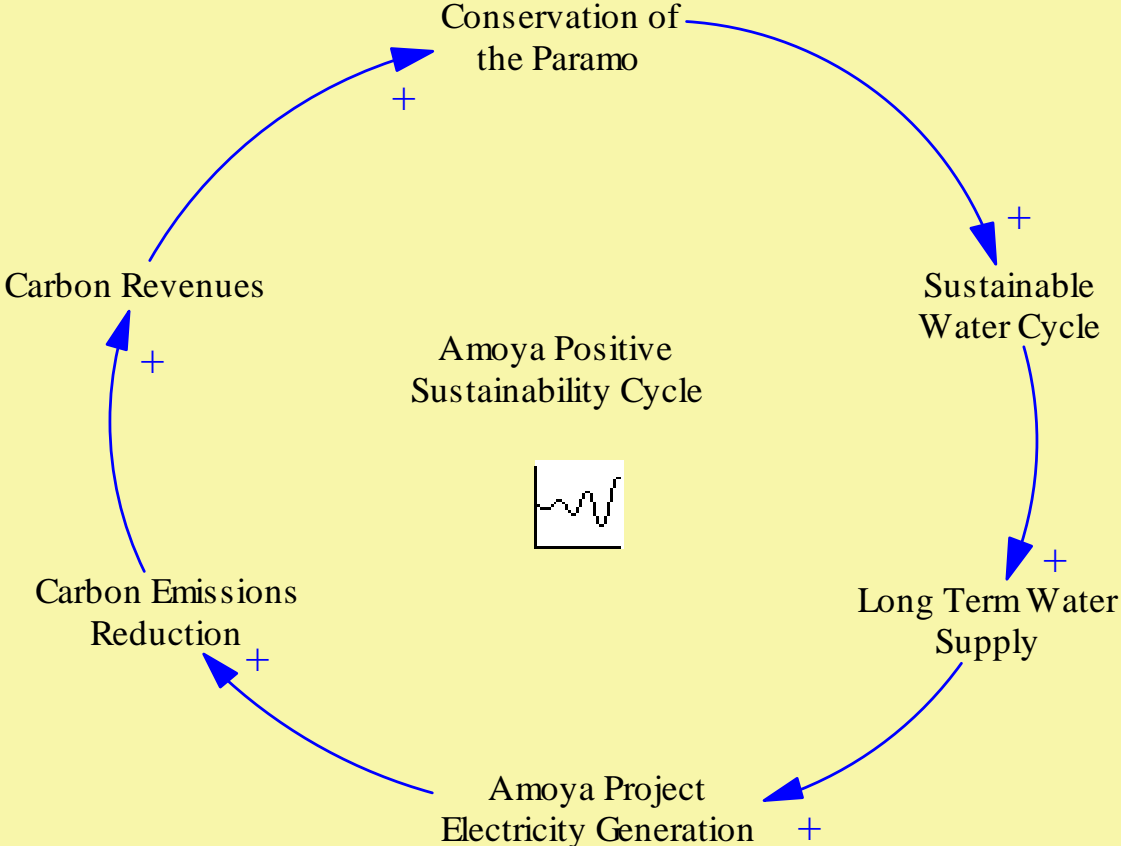 Conservation of
the Paramo
+
+
Carbon Revenues
Sustainable
Water Cycle
+
Amoya Positive
Sustainability Cycle
+
Carbon Emissions
Reduction
+
Long Term Water
Supply
Amoya Project
Electricity Generation
+